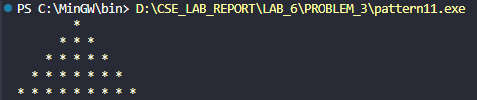 PS C:\MinGW\bin> D:\CSE_LAB_REPORT\LAB_6\PROBLEM_3\pattern11.exe
        *
      * * *
    * * * * *
  * * * * * * *
* * * * * * * * *